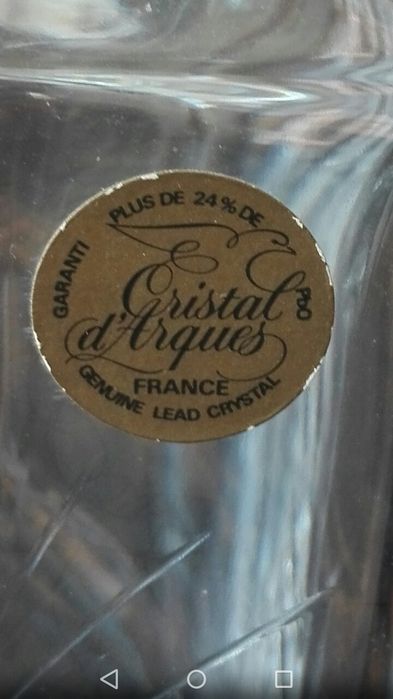 GARANTI PLUS DE 24% DE PbO
Cristal
d'Arques
FRANCE
GENUINE LEAD CRYSTAL